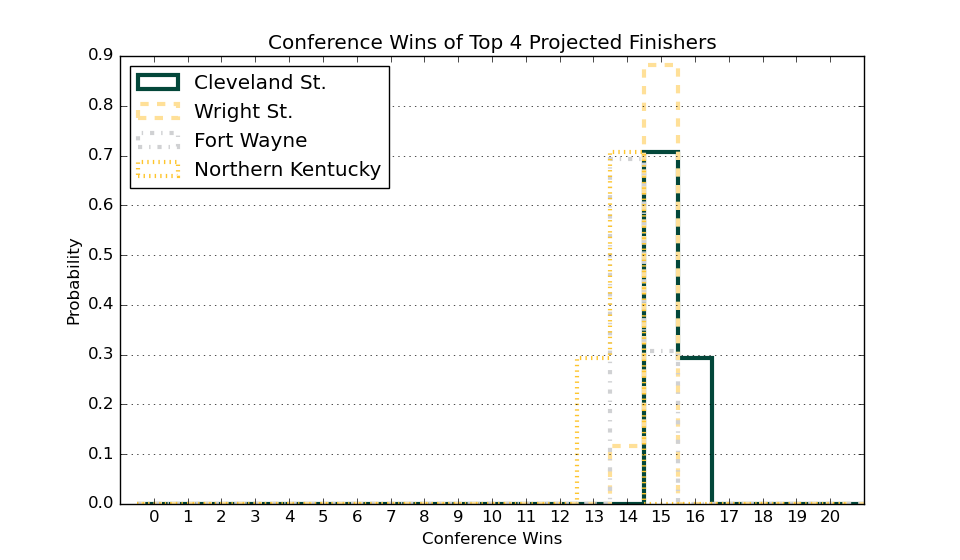 Conference Wins of Top 4 Projected Finishers
0.9
0.8
0.7
0.6
0.5
0.4
0.3
0.2
0.1
0.0
Probability
Cleveland St.
Wright St.
Fort Wayne
Northern Kentucky
0 1 2 3 4 5 6 7 8 9 10 11 12 13 14 15 16 17 18 19 20
Conference Wins